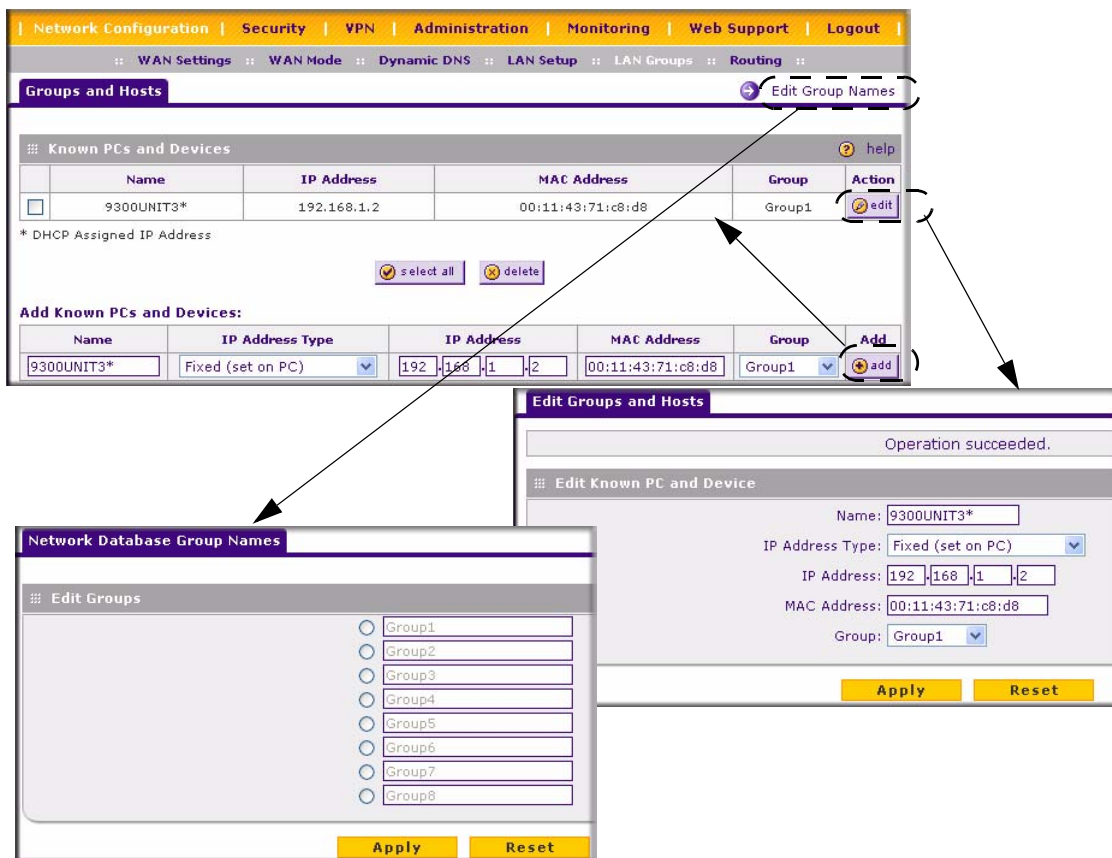 | Network Configuration | Security | VPN | Administration | Monitoring | Web Support | Logout |
:: WAN Settings :: WAN Mode :: Dynamic DNS :: LAN Setup :: LAN Groups :: Routing ::
Groups and Hosts
Edit Group Names
Known PCs and Devices
? help
Name IP Address MAC Address Group Action
9300UNIT3* 192.168.1.2 00:11:43:71:c8:d8 Group1 edit
* DHCP Assigned IP Address
select all delete
Add Known PCs and Devices:
Name IP Address Type IP Address MAC Address Group Add
9300UNIT3* Fixed (set on PC) 192 .168 .1 .2 00:11:43:71:c8:d8 Group1 add
Edit Groups and Hosts
Operation succeeded.
Edit Known PC and Device
Name: 9300UNIT3*
IP Address Type: Fixed (set on PC)
IP Address: 192 .168 .1 .2
MAC Address: 00:11:43:71:c8:d8
Group: Group1
Apply Reset
Network Database Group Names
Edit Groups
Group1
Group2
Group3
Group4
Group5
Group6
Group7
Group8
Apply Reset